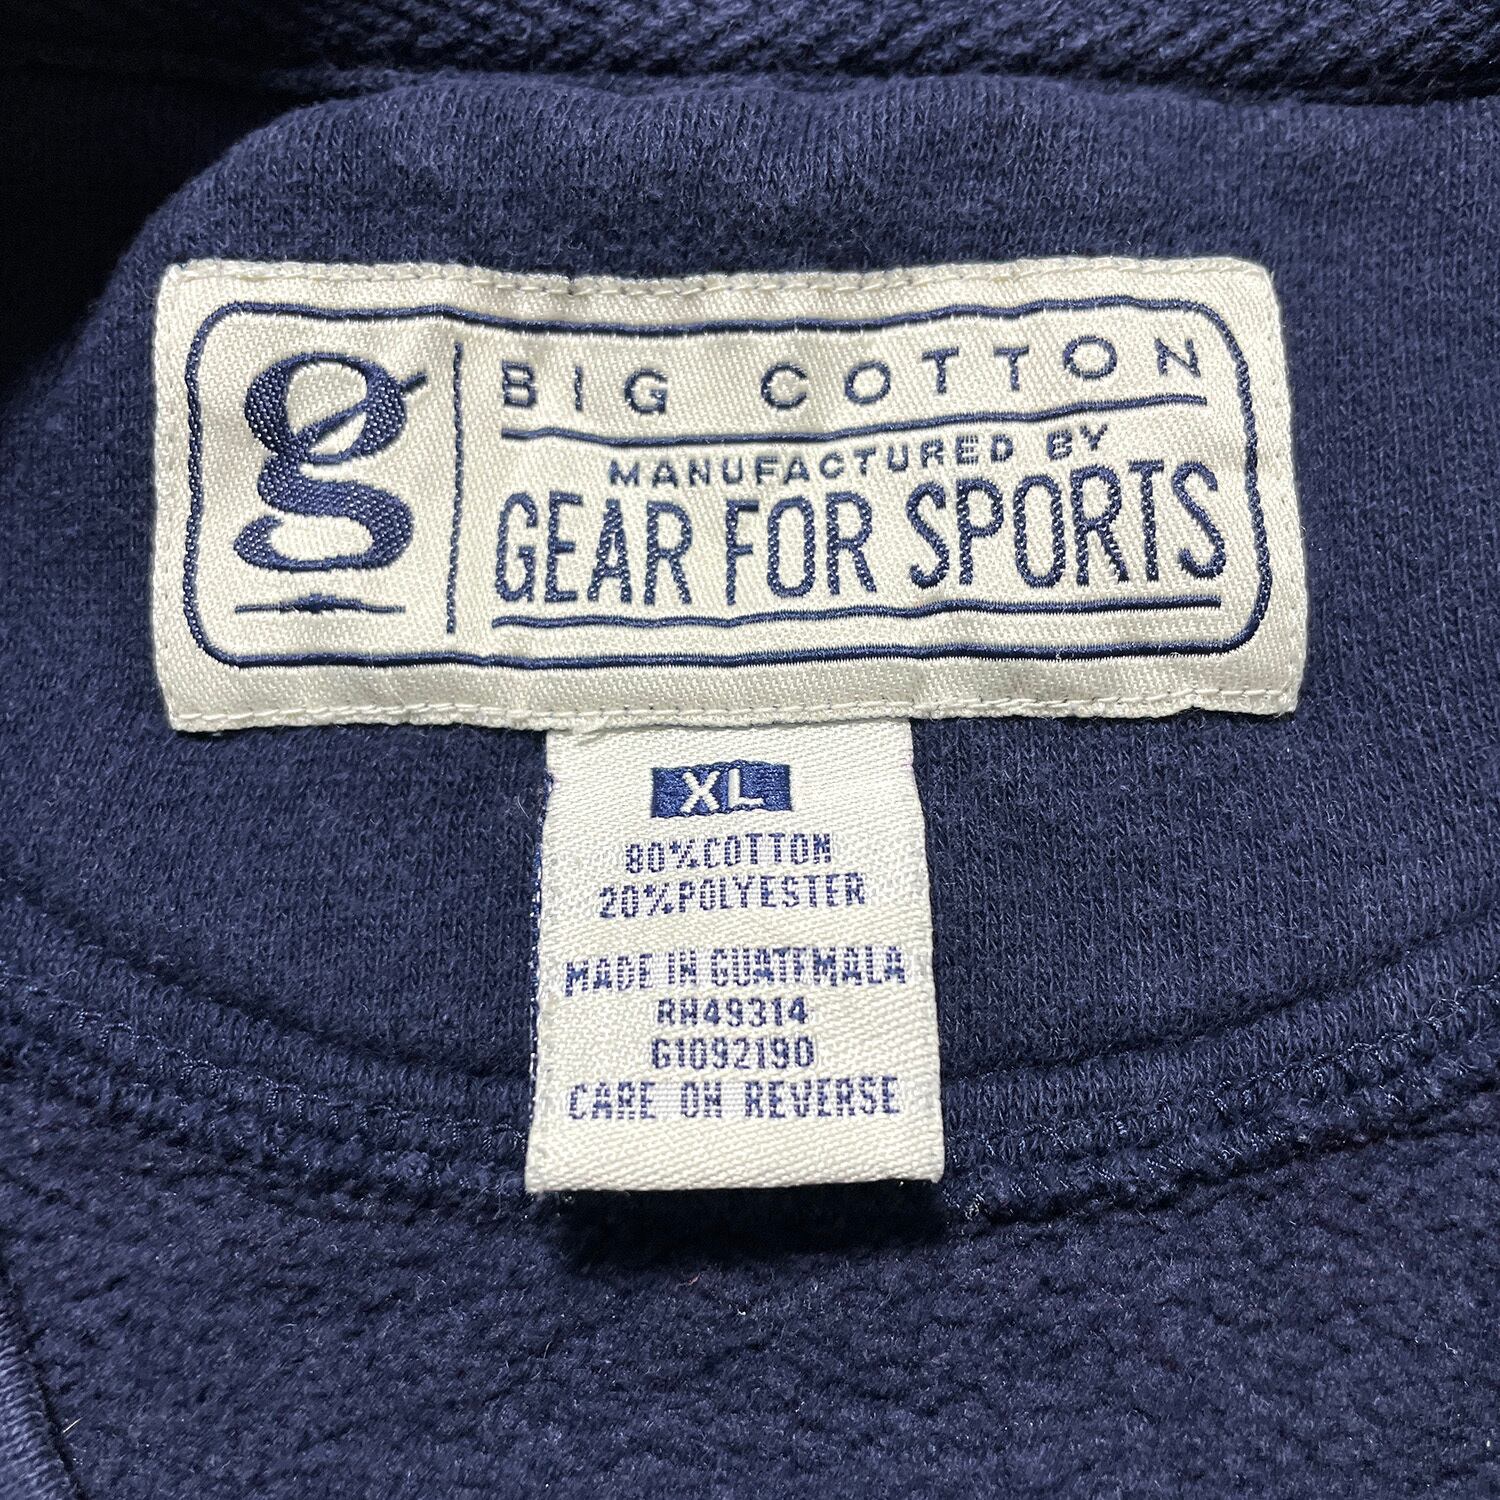 g
BIG COTTON
MANUFACTURED BY
GEAR FOR SPORTS
XL
80%COTTON
20%POLYESTER
MADE IN GUATEMALA
RN49314
G1092190
CARE ON REVERSE